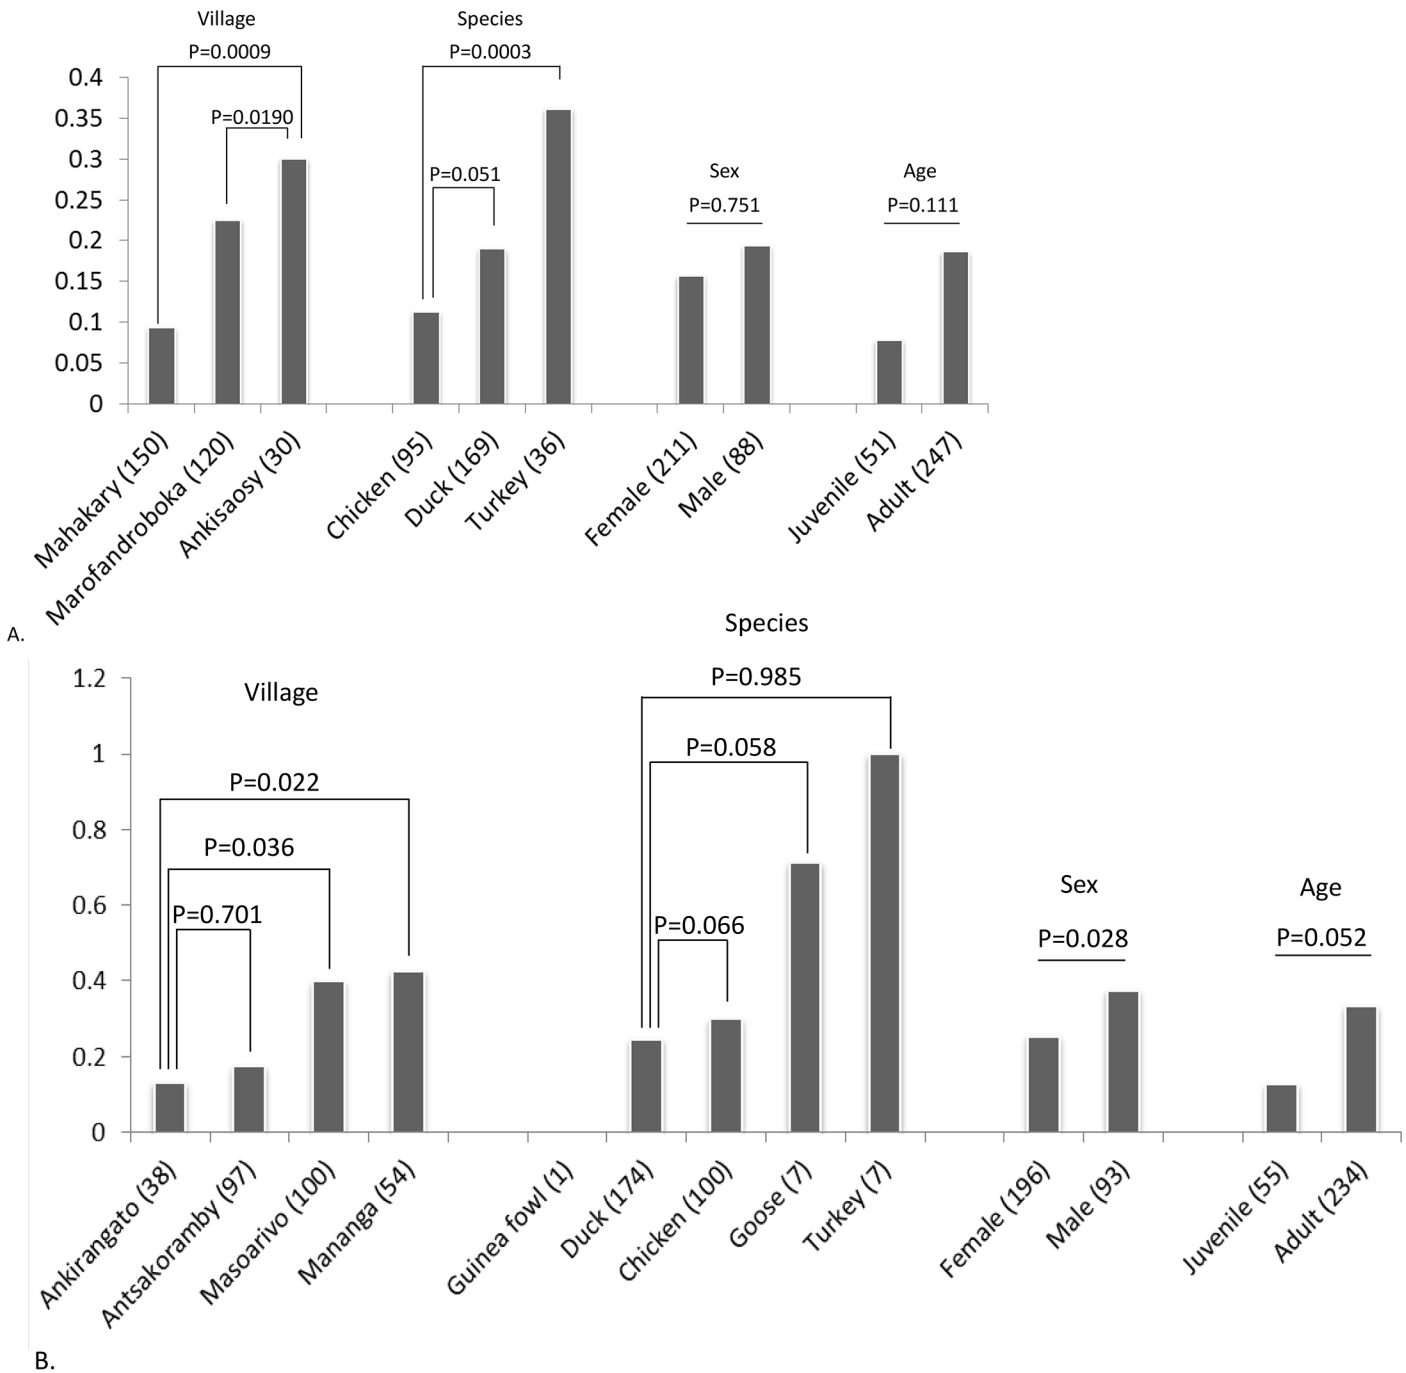 Village
Species
P=0.0009
P=0.0003
0.4
0.35
P=0.0190
0.3
P=0.051
Sex
Age
0.25
P=0.751
P=0.111
0.2
0.15
0.1
0.05
0
Mahakary (150)
Marofandroboka (120)
Ankisaosy (30)
Chicken (95)
Duck (169)
Turkey (36)
Female (211)
Male (88)
Juvenile (51)
Adult (247)
A.
Species
1.2
P=0.985
Village
1
P=0.058
P=0.022
0.8
P=0.036
0.6
P=0.701
P=0.066
Sex
Age
P=0.028
P=0.052
0.4
0.2
0
Ankirangato (38)
Antsakoramby (97)
Masoarivo (100)
Mananga (54)
Guinea fowl (1)
Duck (174)
Chicken (100)
Goose (7)
Turkey (7)
Female (196)
Male (93)
Juvenile (55)
Adult (234)
B.